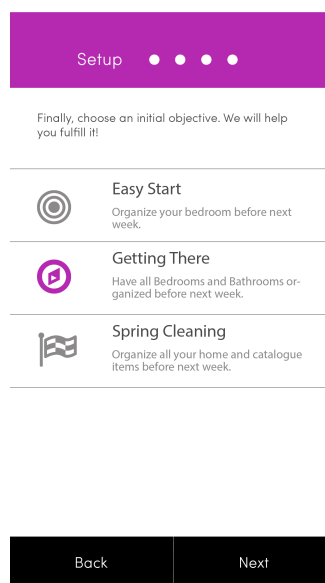 Setup
Finally, choose an initial objective. We will help
you fulfill it!
Easy Start
Organize your bedroom before next
week.
Getting There
Have all Bedrooms and Bathrooms or-
ganized before next week.
Spring Cleaning
Organize all your home and catalogue
items before next week.
Back
Next